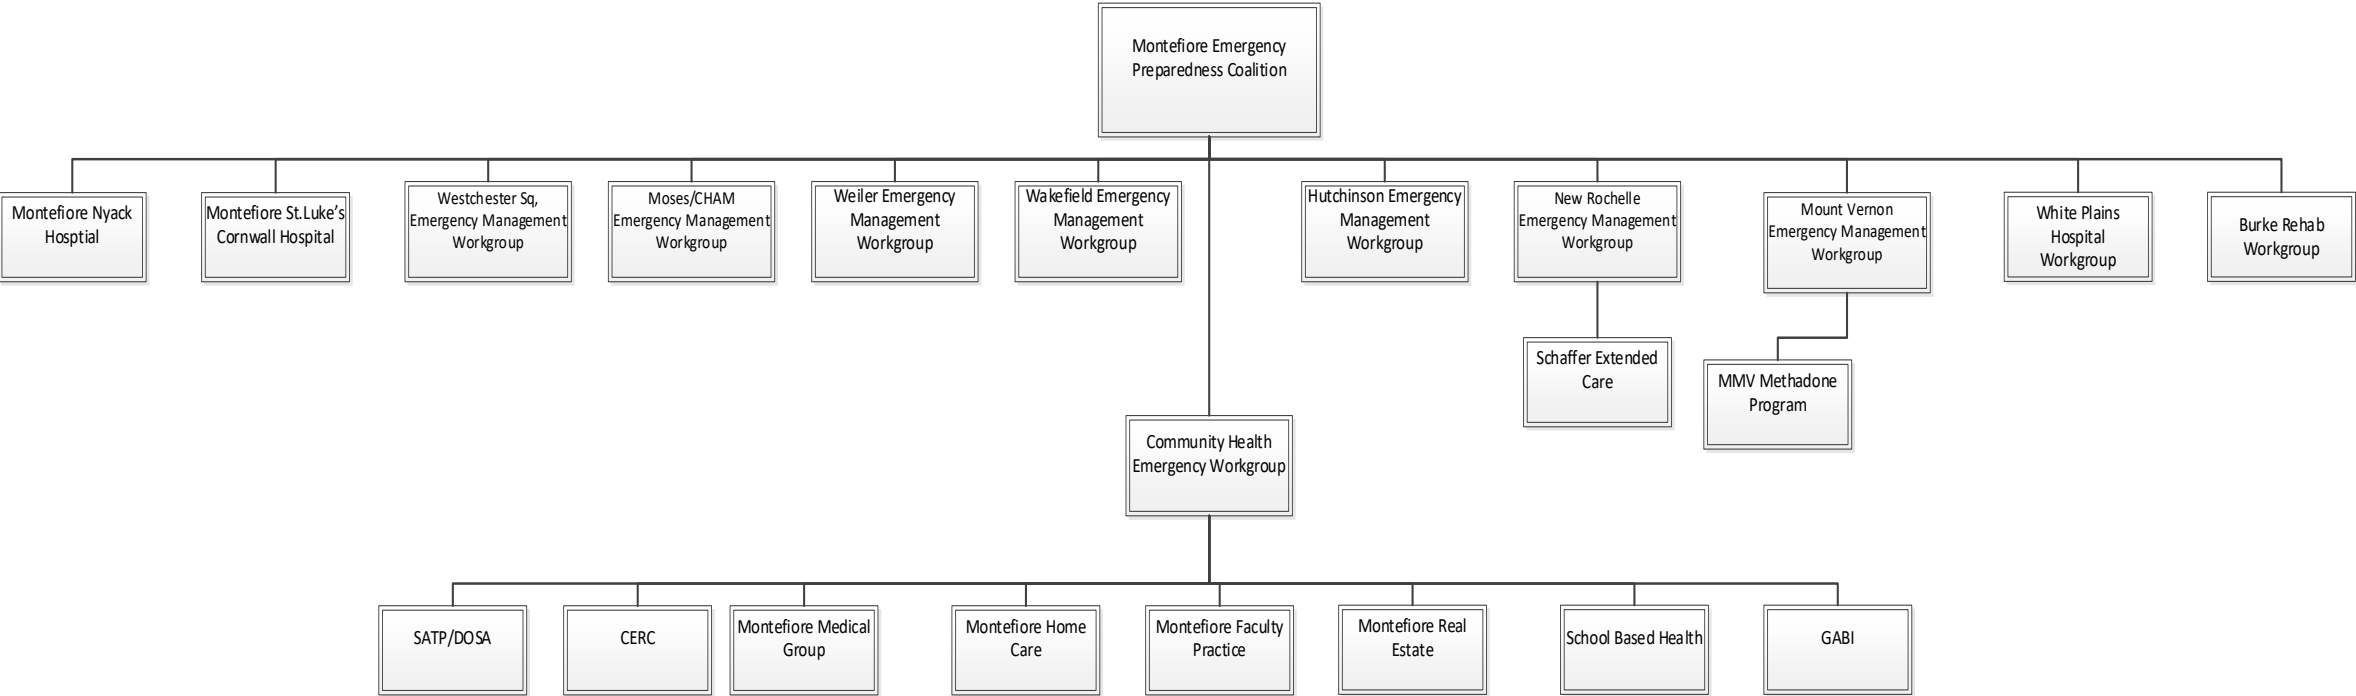 Montefiore Emergency
Preparedness Coalition
Montefiore Nyack
Hosptial
Montefiore St.Luke's
Cornwall Hospital
Westchester Sq,
Emergency Management
Workgroup
Moses/CHAM
Emergency Management
Workgroup
Weiler Emergency
Management
Workgroup
Wakefield Emergency
Management
Workgroup
Hutchinson Emergency
Management
Workgroup
New Rochelle
Emergency Management
Workgroup
Mount Vernon
Emergency Management
Workgroup
White Plains
Hospital
Workgroup
Burke Rehab
Workgroup
Schaffer Extended
Care
MMV Methadone
Program
Community Health
Emergency Workgroup
SATP/DOSA
CERC
Montefiore Medical
Group
Montefiore Home
Care
Montefiore Faculty
Practice
Montefiore Real
Estate
School Based Health
GABI